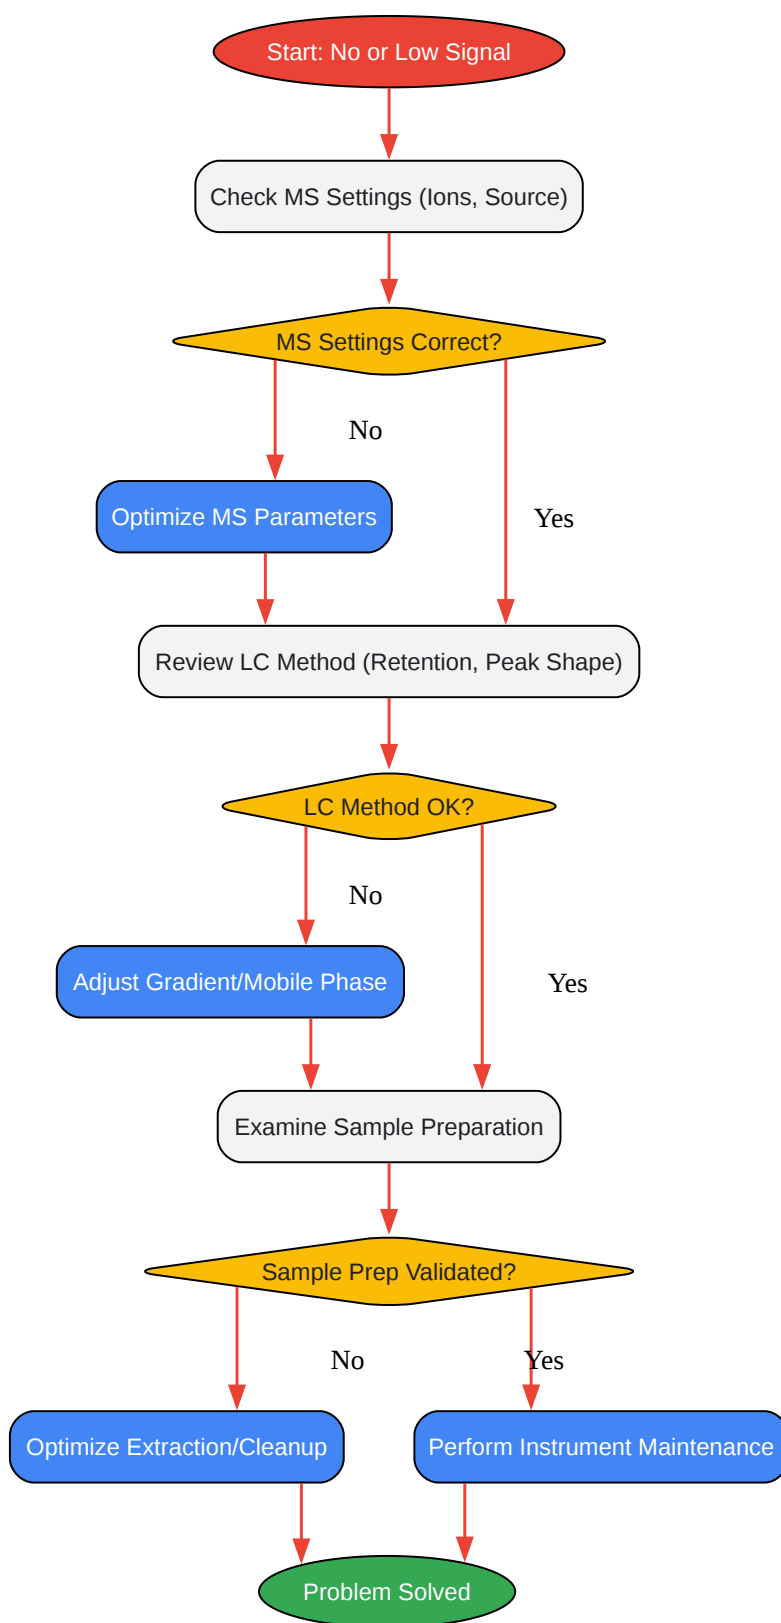 Start: No or Low Signal
Check MS Settings (Ions, Source)
MS Settings Correct?
No
Optimize MS Parameters
Yes
Review LC Method (Retention, Peak Shape)
LC Method OK?
No
Adjust Gradient/Mobile Phase
Yes
Examine Sample Preparation
Sample Prep Validated?
No
Yes
Optimize Extraction/Cleanup
Perform Instrument Maintenance
Problem Solved